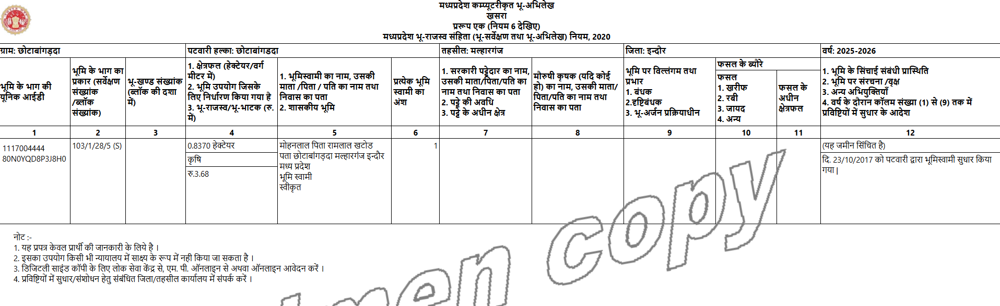 मध्यप्रदेश कम्प्यूटरीकृत भू-अभिलेख
खसरा
प्ररूप एक (नियम 6 देखिए)
मध्यप्रदेश भू-राजस्व संहिता (भू-सर्वेक्षण तथा भू-अभिलेख) नियम, 2020
ग्राम: छोटाबांगड़दा
पटवारी हल्का: छोटाबांगडदा
तहसील: मल्हारगंज
जिला: इन्दौर
वर्ष: 2025-2026
भूमि के भाग की
यूनिक आईडी
भूमि के भाग का
प्रकार (सर्वेक्षण
संख्यांक
/ब्लॉक
संख्यांक)
भू-खण्ड संख्यांक
(ब्लॉक की दशा
में)
1. क्षेत्रफल (हेक्टेयर/वर्ग
मीटर में)
2. भूमि उपयोग जिसके
लिए निर्धारण किया गया है
3. भू-राजस्व/भू-भाटक (रु.
में)
1. भूमिस्वामी का नाम, उसकी
माता /पिता / पति का नाम तथा
निवास का पता
2. शासकीय भूमि
प्रत्येक भूमि
स्वामी का
अंश
1. सरकारी पट्टेदार का नाम,
उसकी माता/पिता/पति का
नाम तथा निवास का पता
2. पट्टे की अवधि
3. पट्टे के अधीन क्षेत्र
मौरुषी कृषक (यदि कोई
हो) का नाम, उसकी माता/
पिता/पति का नाम तथा
निवास का पता
भूमि पर विल्लंगम तथा
प्रभार
1. बंधक
2.दृष्टिबंधक
3. भू-अर्जन प्रक्रियाधीन
फसल के ब्यौरे
फसल
1. खरीफ
2. रबी
3. जायद
4. अन्य
फसल के
अधीन
क्षेत्रफल
1. भूमि के सिंचाई संबंधी प्रास्थिति
2. भूमि पर संरचना /वृक्ष
3. अन्य अभियुक्तियाँ
4. वर्ष के दौरान कॉलम संख्या (1) से (9) तक में
प्रविष्टियों में सुधार के आदेश
1 2 3 4 5 6 7 8 9 10 11 12
1117004444
80N0YQD8P3J8H0
103/1/28/5 (S)
0.8370 हेक्टेयर
कृषि
रु.3.68
मोहनलाल पिता रामलाल खटोड
पता छोटाबांगड़दा मल्हारगंज इन्दौर
मध्य प्रदेश
भूमि स्वामी
स्वीकृत
1
(यह जमीन सिंचित है)
दि. 23/10/2017 को पटवारी द्वारा भूमिस्वामी सुधार किया
गया |
नोट :-
1. यह प्रपत्र केवल प्रार्थी की जानकारी के लिये है ।
2. इसका उपयोग किसी भी न्यायालय में साक्ष्य के रूप में नही किया जा सकता है ।
3. डिजिटली साइंड कॉपी के लिए लोक सेवा केंद्र से, एम. पी. ऑनलाइन से अथवा ऑनलाइन आवेदन करें ।
4. प्रविष्टियों में सुधार/संशोधन हेतु संबंधित जिला/तहसील कार्यालय में संपर्क करें ।
copy